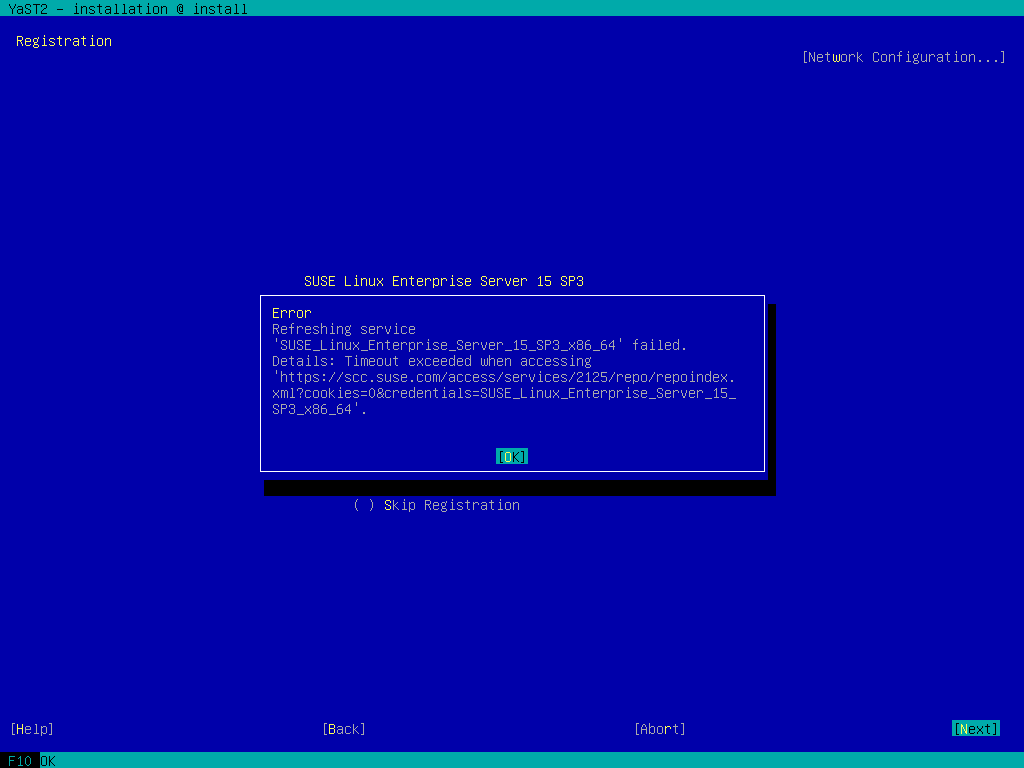 YaST2 - installation @ install
Registration
[Network Configuration...]
SUSE Linux Enterprise Server 15 SP3
Error
Refreshing service
'SUSE_Linux_Enterprise_Server_15_SP3_x86_64' failed.
Details: Timeout exceeded when accessing
'https://scc.suse.com/access/services/2125/repo/repoindex.
xml?cookies=0&credentials=SUSE_Linux_Enterprise_Server_15_
SP3_x86_64'.
[OK]
( ) Skip Registration
[Help] [Back] [Abort] [Next]
F10 OK